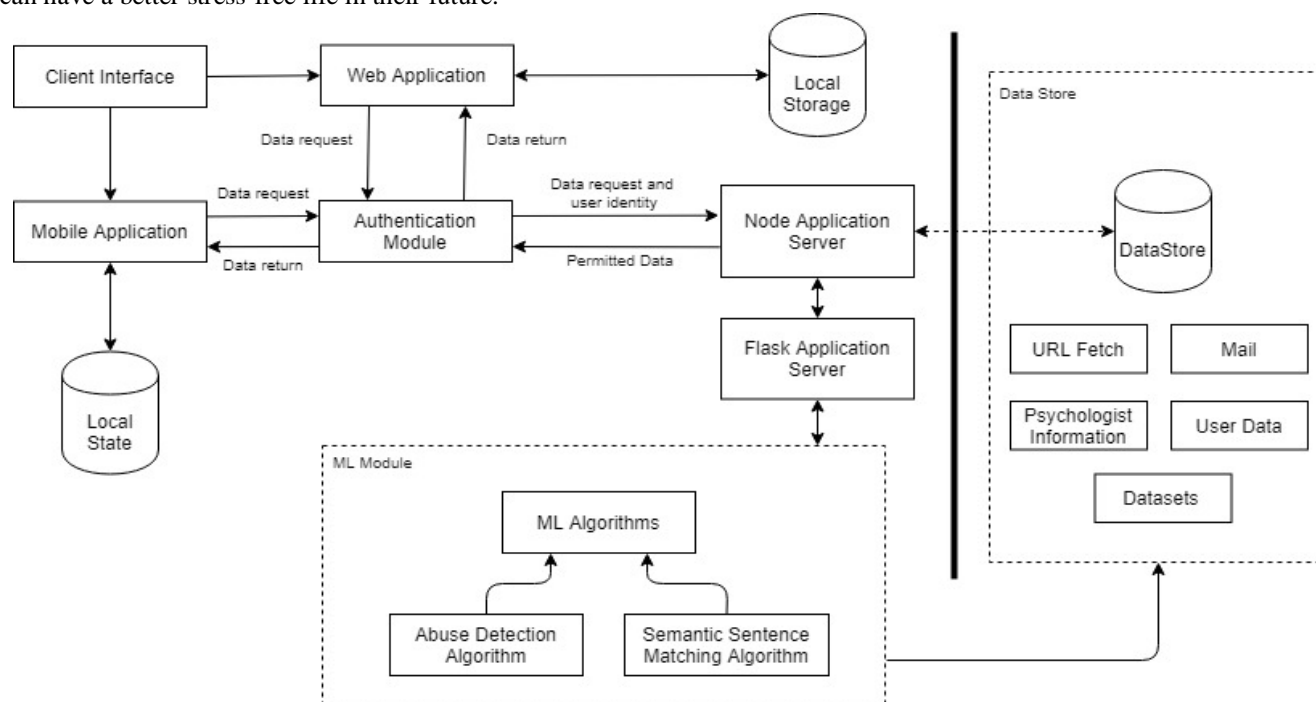 can have a better stress-free life in their future.
Client Interface
Web Application
Local
Storage
Data Store
Data request
Data return
Data request
Data request and
user identity
Mobile Application
Authentication
Module
Node Application
Server
DataStore
Data return
Permitted Data
Flask Application
Server
URL Fetch
Mail
Local
State
Psychologist
Information
User Data
ML Module
Datasets
ML Algorithms
Abuse Detection
Algorithm
Semantic Sentence
Matching Algorithm